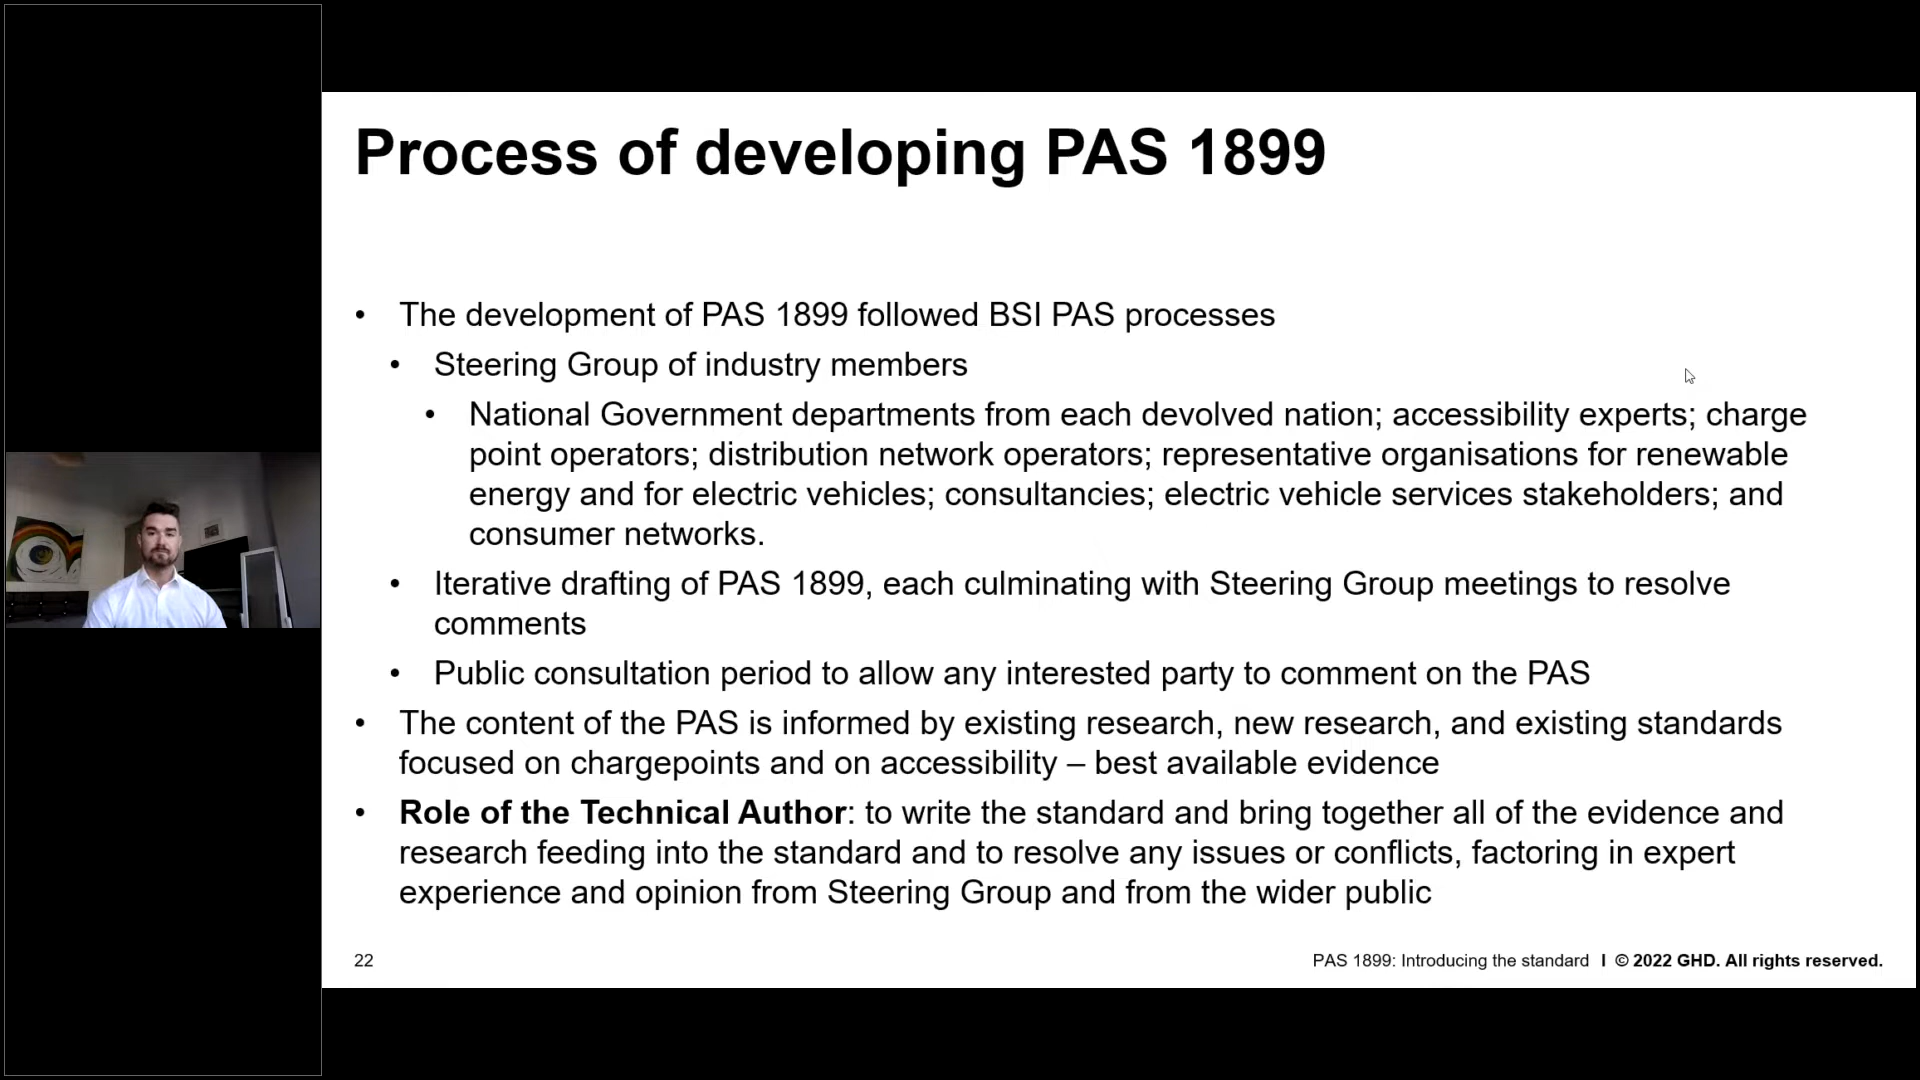 Process of developing PAS 1899
• The development of PAS 1899 followed BSI PAS processes
• Steering Group of industry members
• National Government departments from each devolved nation; accessibility experts; charge
point operators; distribution network operators; representative organisations for renewable
energy and for electric vehicles; consultancies; electric vehicle services stakeholders; and
consumer networks.
• Iterative drafting of PAS 1899, each culminating with Steering Group meetings to resolve
comments
• Public consultation period to allow any interested party to comment on the PAS
• The content of the PAS is informed by existing research, new research, and existing standards
focused on chargepoints and on accessibility – best available evidence
• Role of the Technical Author: to write the standard and bring together all of the evidence and
research feeding into the standard and to resolve any issues or conflicts, factoring in expert
experience and opinion from Steering Group and from the wider public
22
PAS 1899: Introducing the standard I © 2022 GHD. All rights reserved.